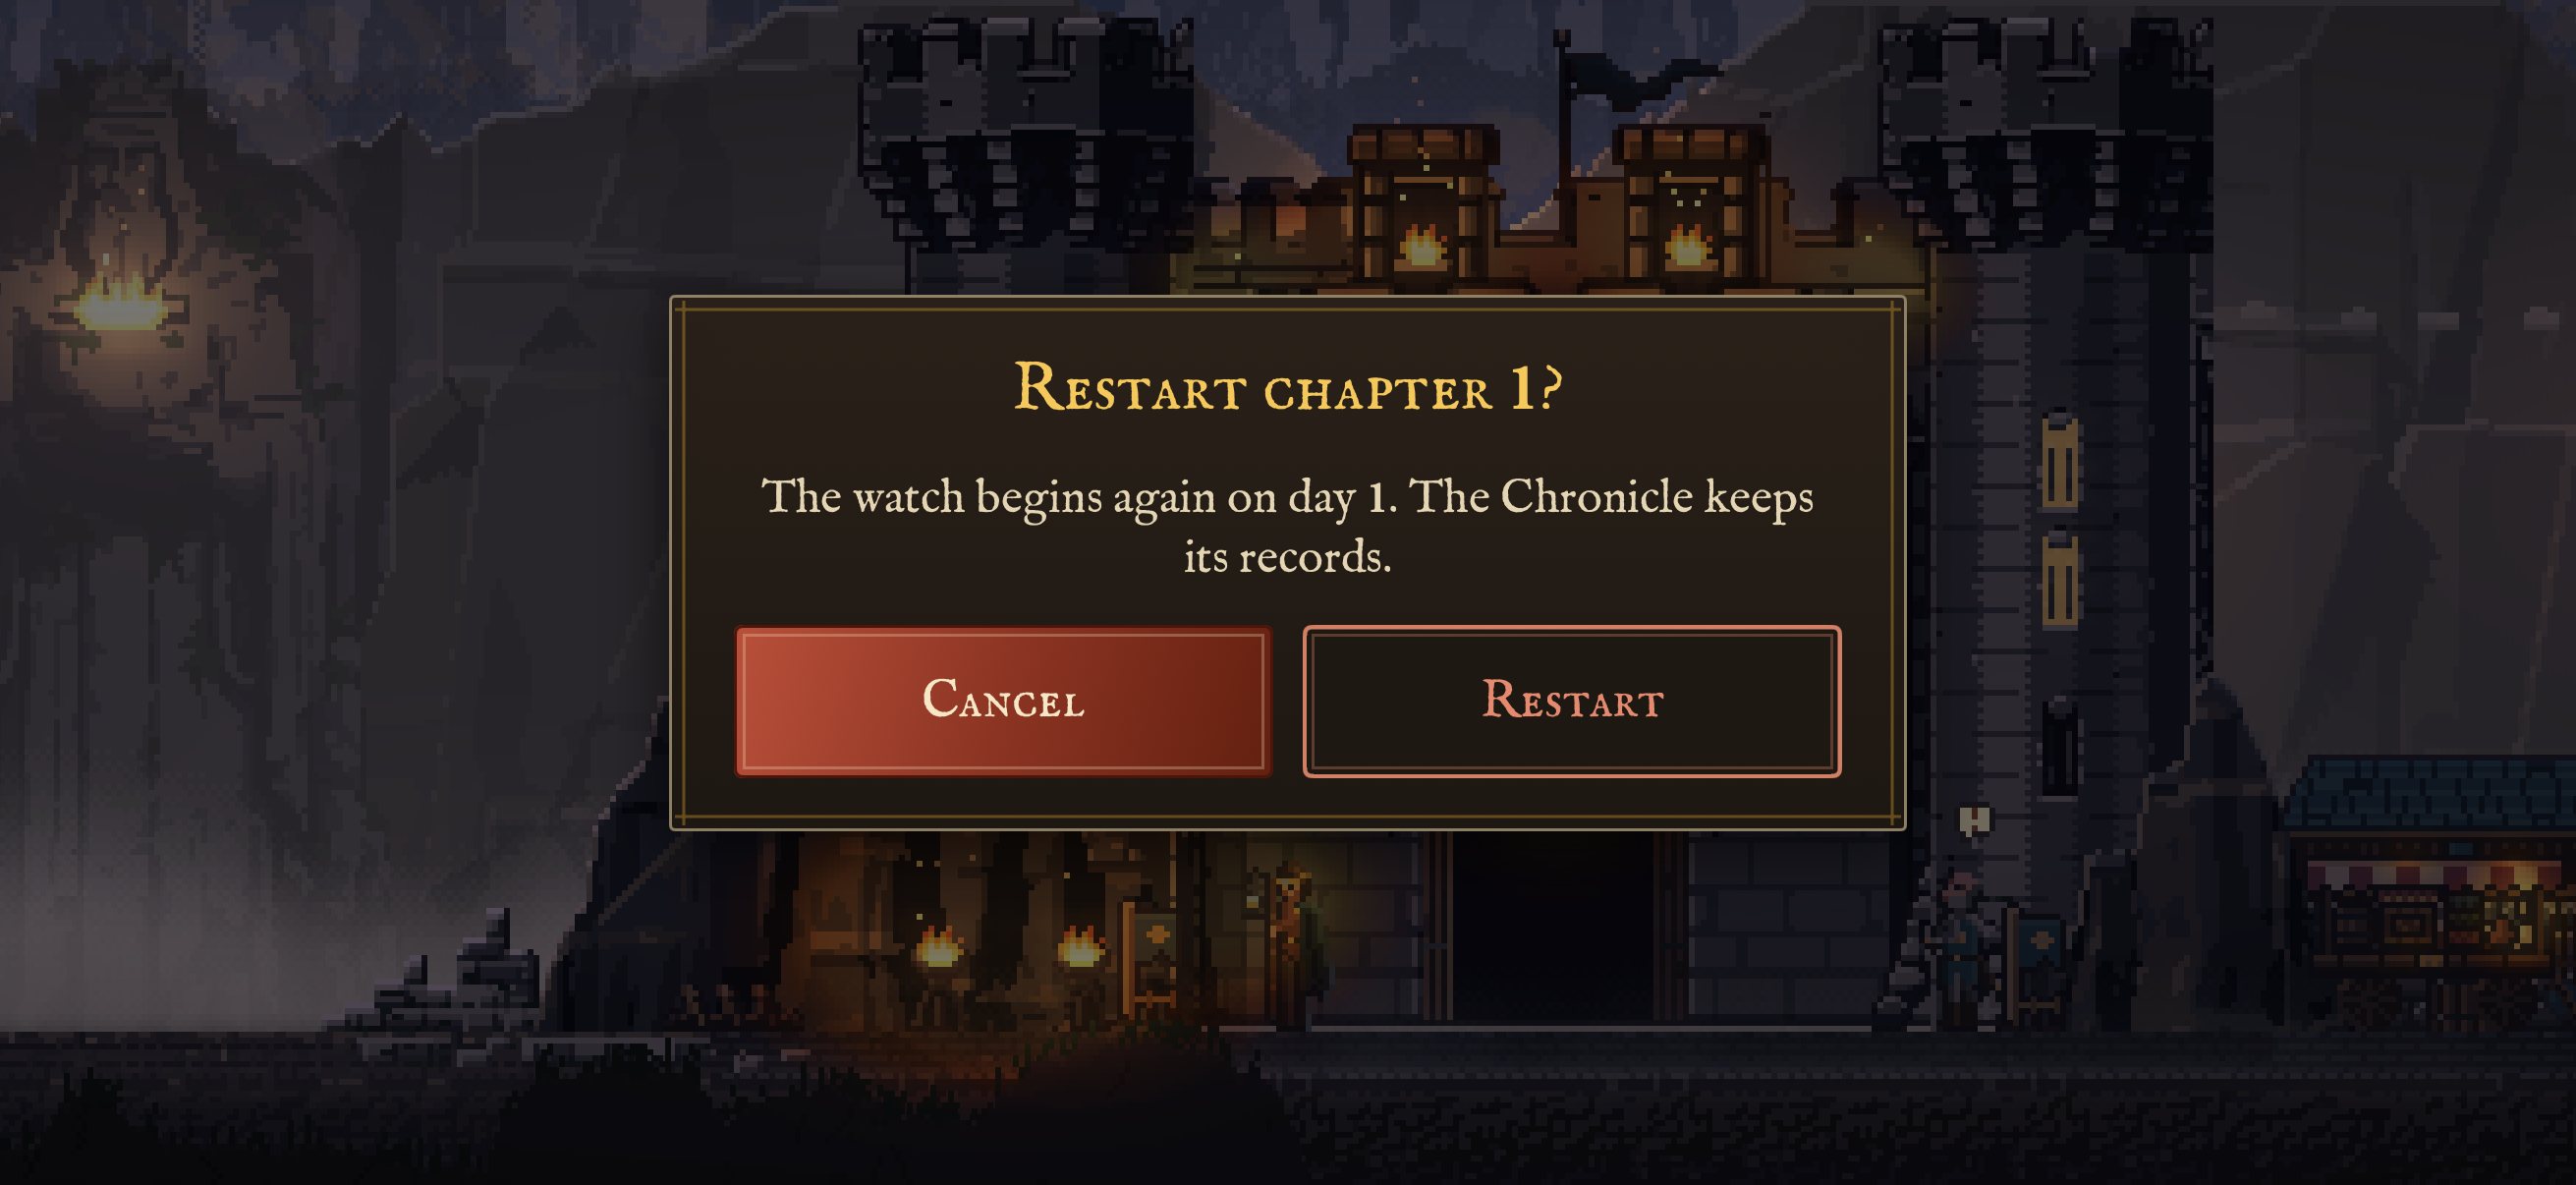 Restart chapter 1?
The watch begins again on day 1. The Chronicle keeps
its records.
Cancel
Restart